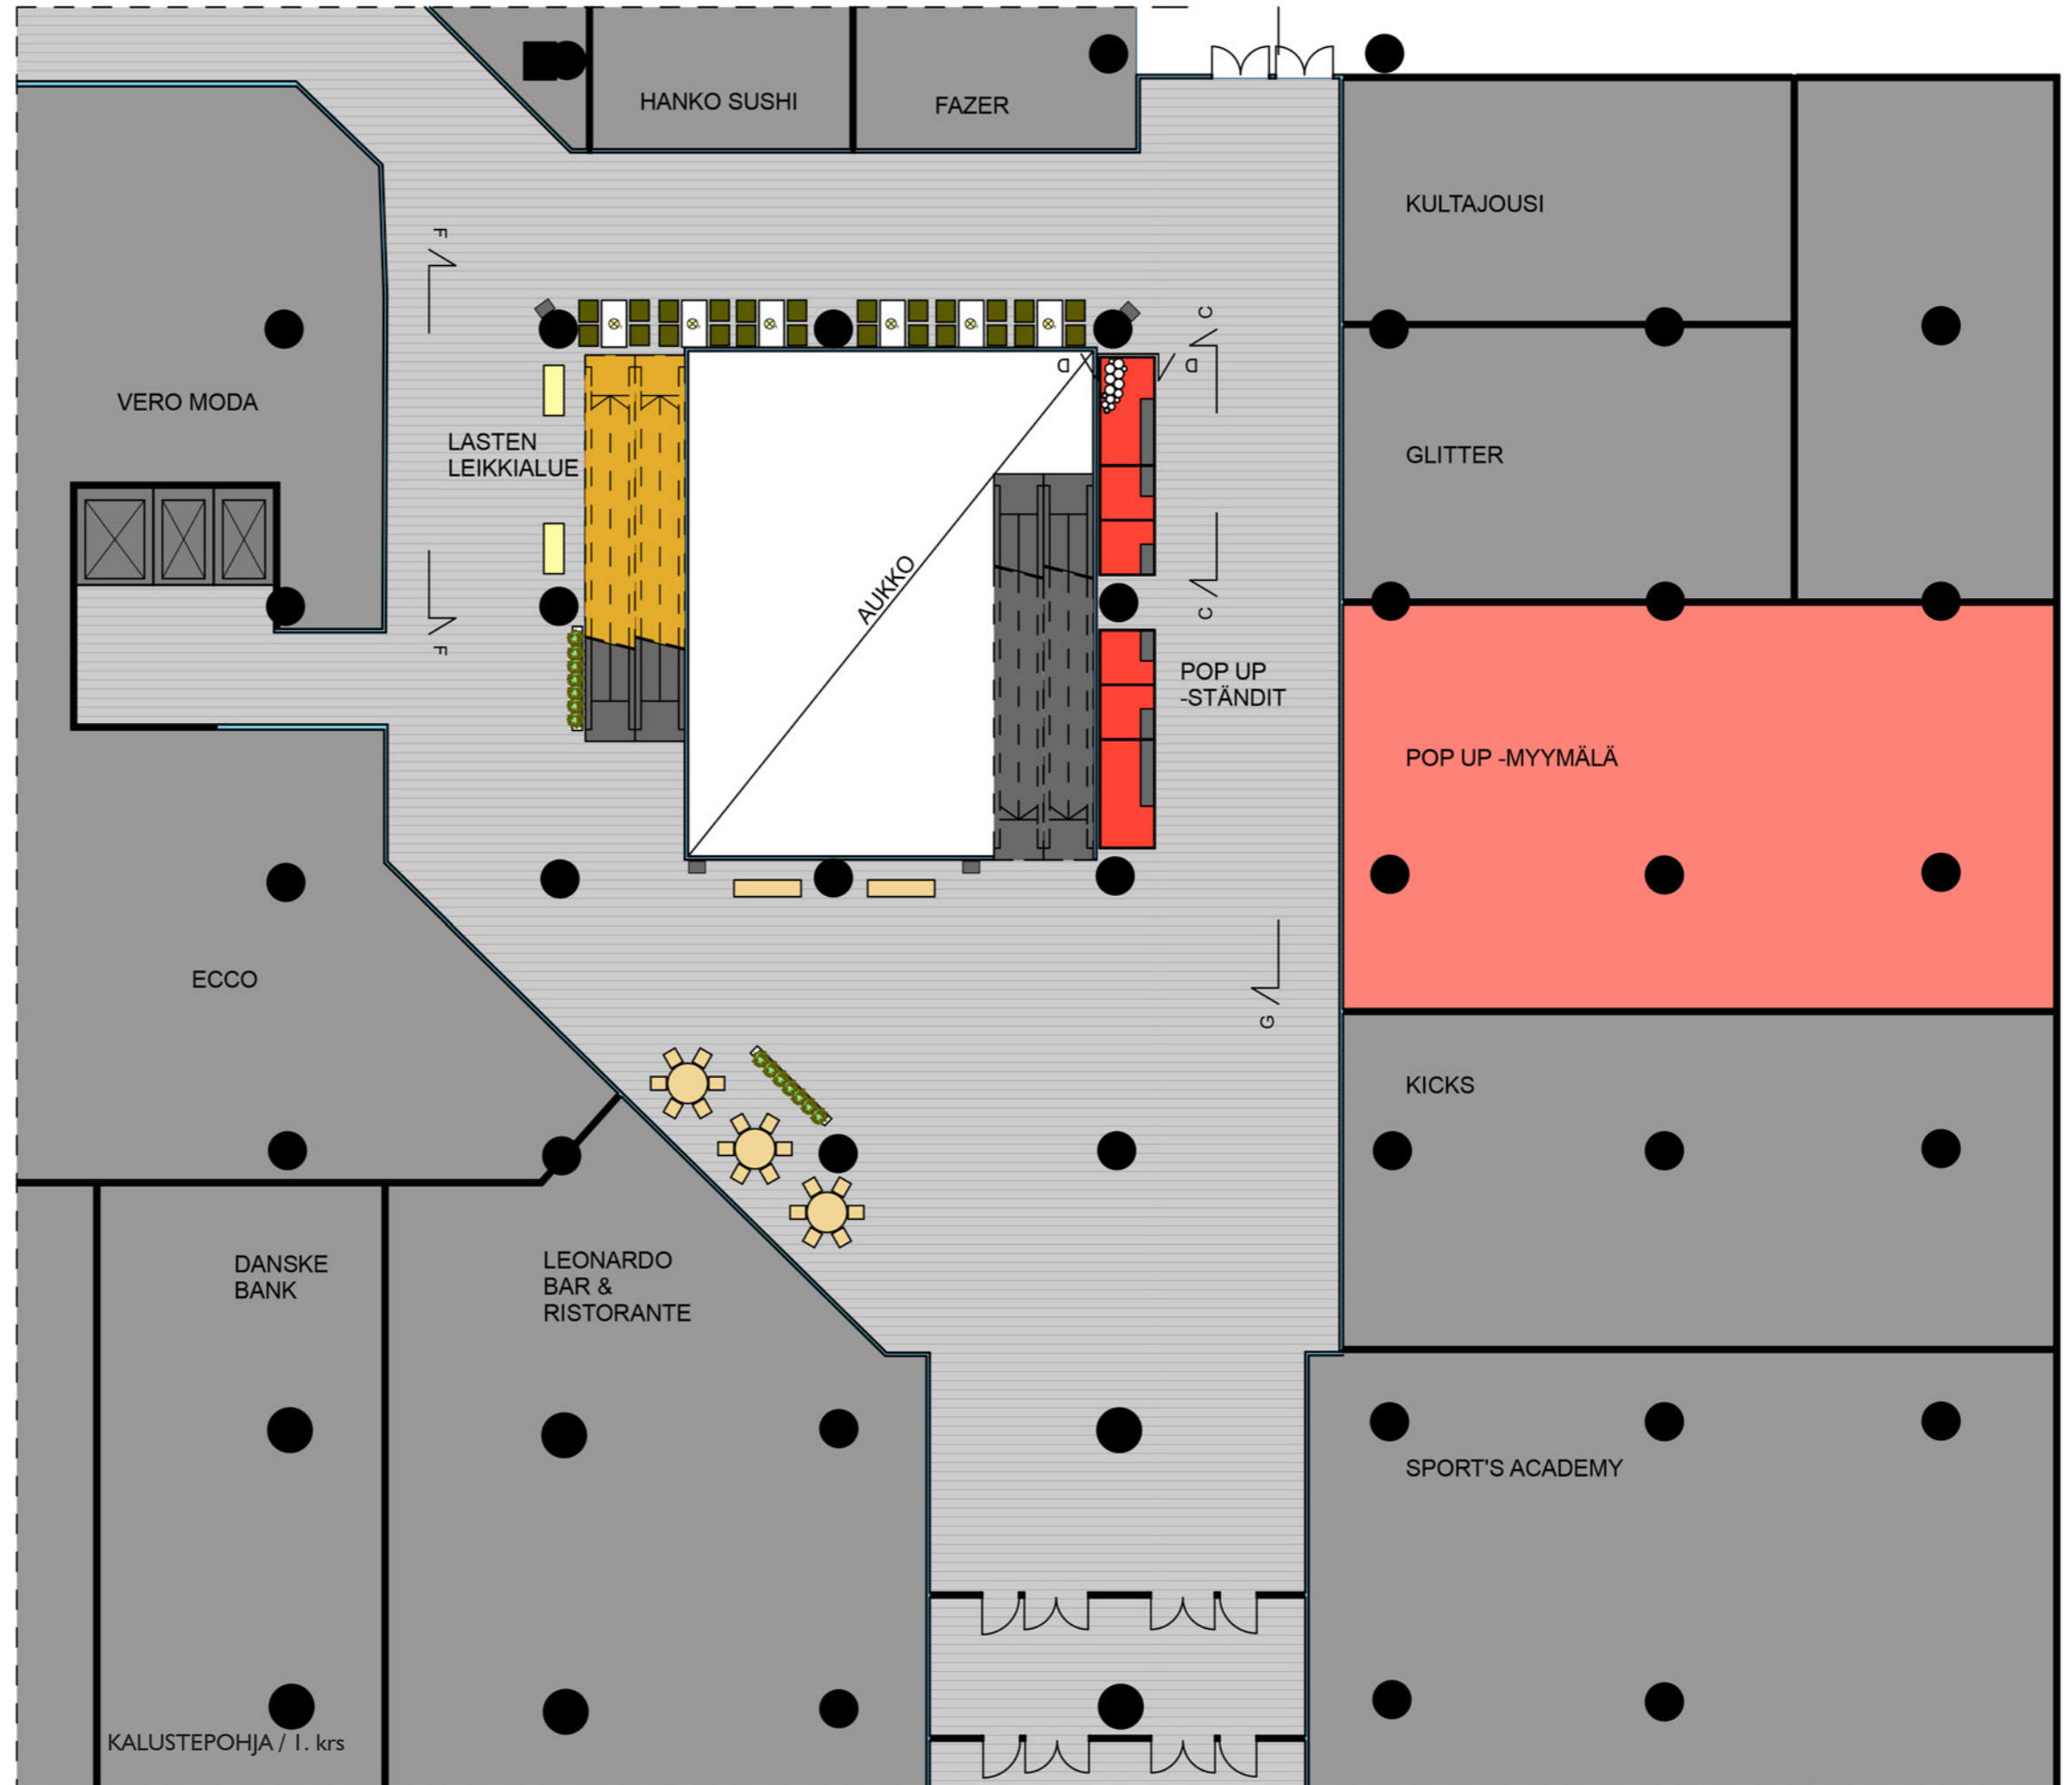 HANKO SUSHI
FAZER
KULTAJOUSI
F
C
D
D
VERO MODA
LASTEN
LEIKKIALUE
GLITTER
AUKKO
C
F
POP UP
-STÄNDIT
POP UP -MYYMÄLÄ
ECCO
G
KICKS
DANSKE
BANK
LEONARDO
BAR &
RISTORANTE
SPORT'S ACADEMY
KALUSTEPOHJA / 1. krs